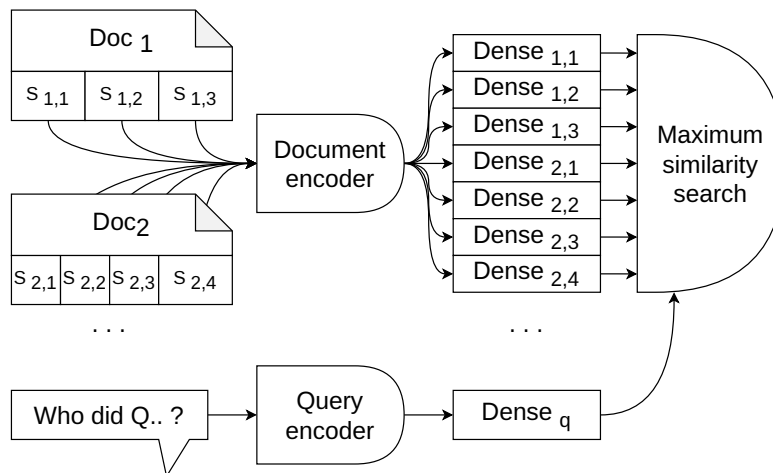 Doc 1
S 1,1 S 1,2 S 1,3
Doc2
S 2,1 S 2,2 S 2,3 S 2,4
. . .
Document
encoder
Dense 1,1
Dense 1,2
Dense 1,3
Dense 2,1
Dense 2,2
Dense 2,3
Dense 2,4
. . .
Maximum
similarity
search
Who did Q.. ?
Query
encoder
Dense q